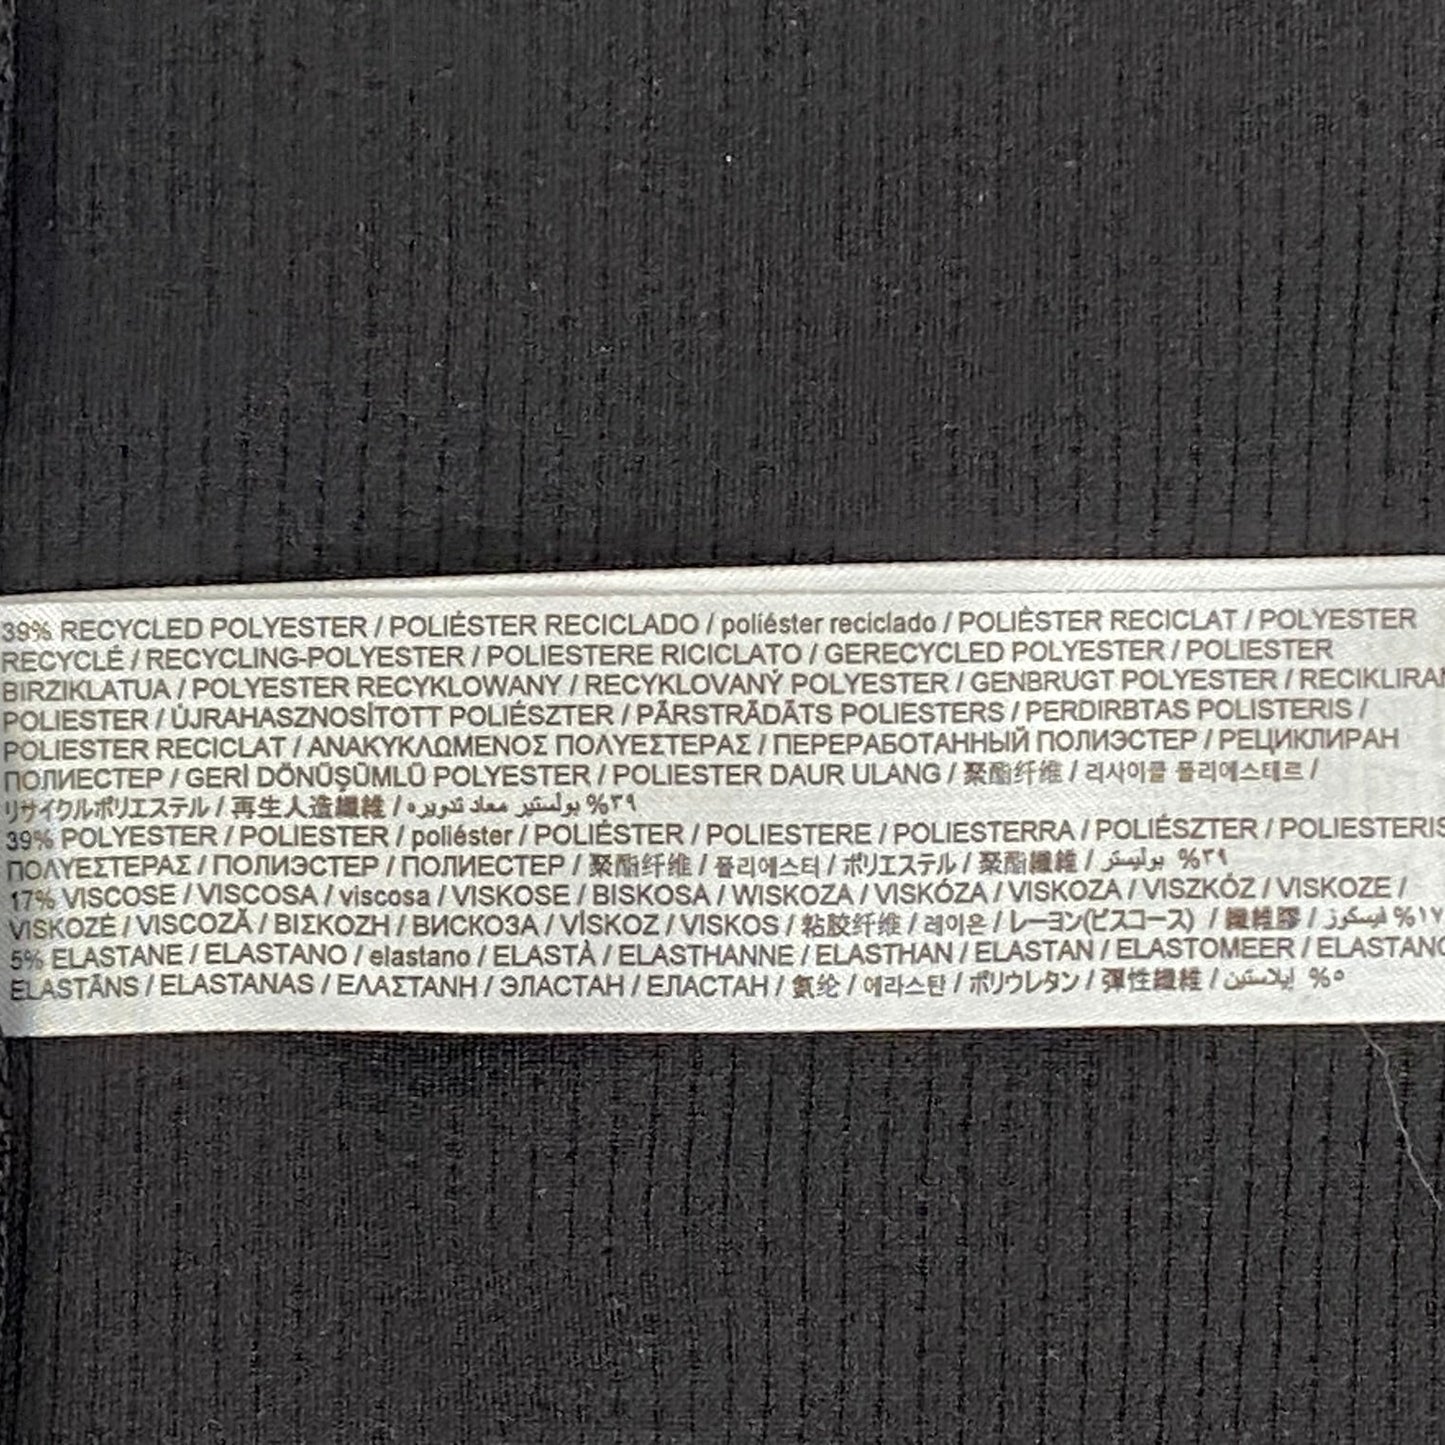 39% RECYCLED POLYESTER / POLIÉSTER RECICLADO / poliéster reciclado / POLIÈSTER RECICLAT / POLYESTER
RECYCLÉ / RECYCLING-POLYESTER / POLIESTERE RICICLATO / GERECYCLED POLYESTER / POLIESTER
BIRZIKLATUA / POLYESTER RECYKLOWANY / RECYKLOVANÝ POLYESTER / GENBRUGT POLYESTER / RECIKLIRAN
POLIESTER / ÚJRAHASZNOSÍTOTT POLIÉSZTER / PĀRSTRĀDĀTS POLIESTERS / PERDIRBTAS POLISTERIS /
POLIESTER RECICLAT / ΑΝΑΚΥΚΛΩΜΕΝΟΣ ΠΟΛΥΕΣΤΕΡΑΣ / ПЕРЕРАБОТАННЫЙ ПОЛИЭСТЕР / РЕЦИКЛИРАН
ПОЛИЕСТЕР / GERİ DÖNÜŞÜMLÜ POLYESTER / POLIESTER DAUR ULANG / 聚酯纤维 / 리사이클 폴리에스테르 /
リサイクルポリエステル / 再生人造纖維 / ٣٩% بولستير معاد تدويره
39% POLYESTER / POLIESTER / poliéster / POLIÉSTER / POLIESTERE / POLIESTERRA / POLIÉSZTER / POLIESTERIS
ΠΟΛΥΕΣΤΕΡΑΣ / ПОЛИЭСТЕР / ПОЛИЕСТЕР / 聚酯纤维 / 폴리에스터 / ポリエステル / 聚酯纖維 / ٣٩% بوليستر
17% VISCOSE / VISCOSA / viscosa / VISKOSE / BISKOSA / WISKOZA / VISKÓZA / VISKOZA / VISZKÓZ / VISKOZE /
VISKOZĖ / VISCOZĂ / ΒΙΣΚΟΖΗ / ВИСКОЗА / VİSKOZ / VISKOS / 粘胶纤维 / 레이온 / レーヨン(ビスコース) / 纖維膠 / ١٧% فيسكوز
5% ELASTANE / ELASTANO / elastano / ELASTÀ / ELASTHANNE / ELASTHAN / ELASTAN / ELASTOMEER / ELASTANO
ELASTĀNS / ELASTANAS / ΕΛΑΣΤΑΝΗ / ЭЛАСТАН / ЕЛАСТАН / 氨纶 / 에라스탄 / ポリウレタン / 彈性纖維 / ٥% إيلاستين